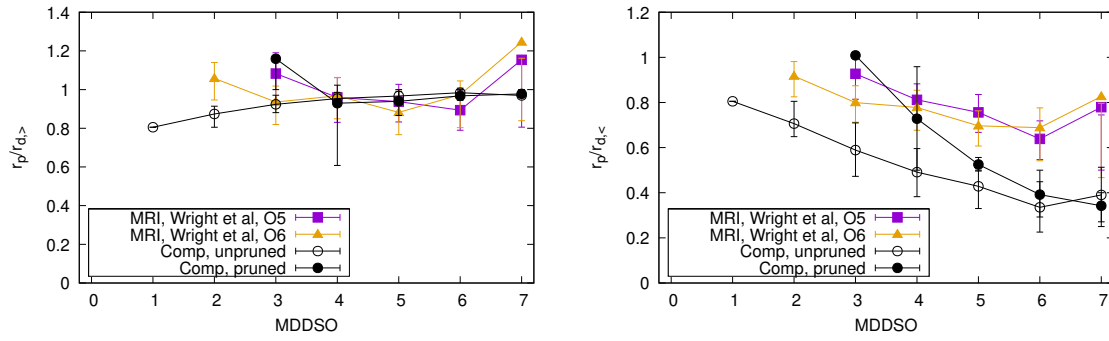 1.4
1.2
1
0.8
0.6
0.4
0.2
0
r_p/r_{d,>}
MRI, Wright et al, O5
MRI, Wright et al, O6
Comp, unpruned
Comp, pruned
0 1 2 3 4 5 6 7
MDDSO
1.2
1
0.8
0.6
0.4
0.2
0
r_p/r_{d,<}
MRI, Wright et al, O5
MRI, Wright et al, O6
Comp, unpruned
Comp, pruned
0 1 2 3 4 5 6 7
MDDSO